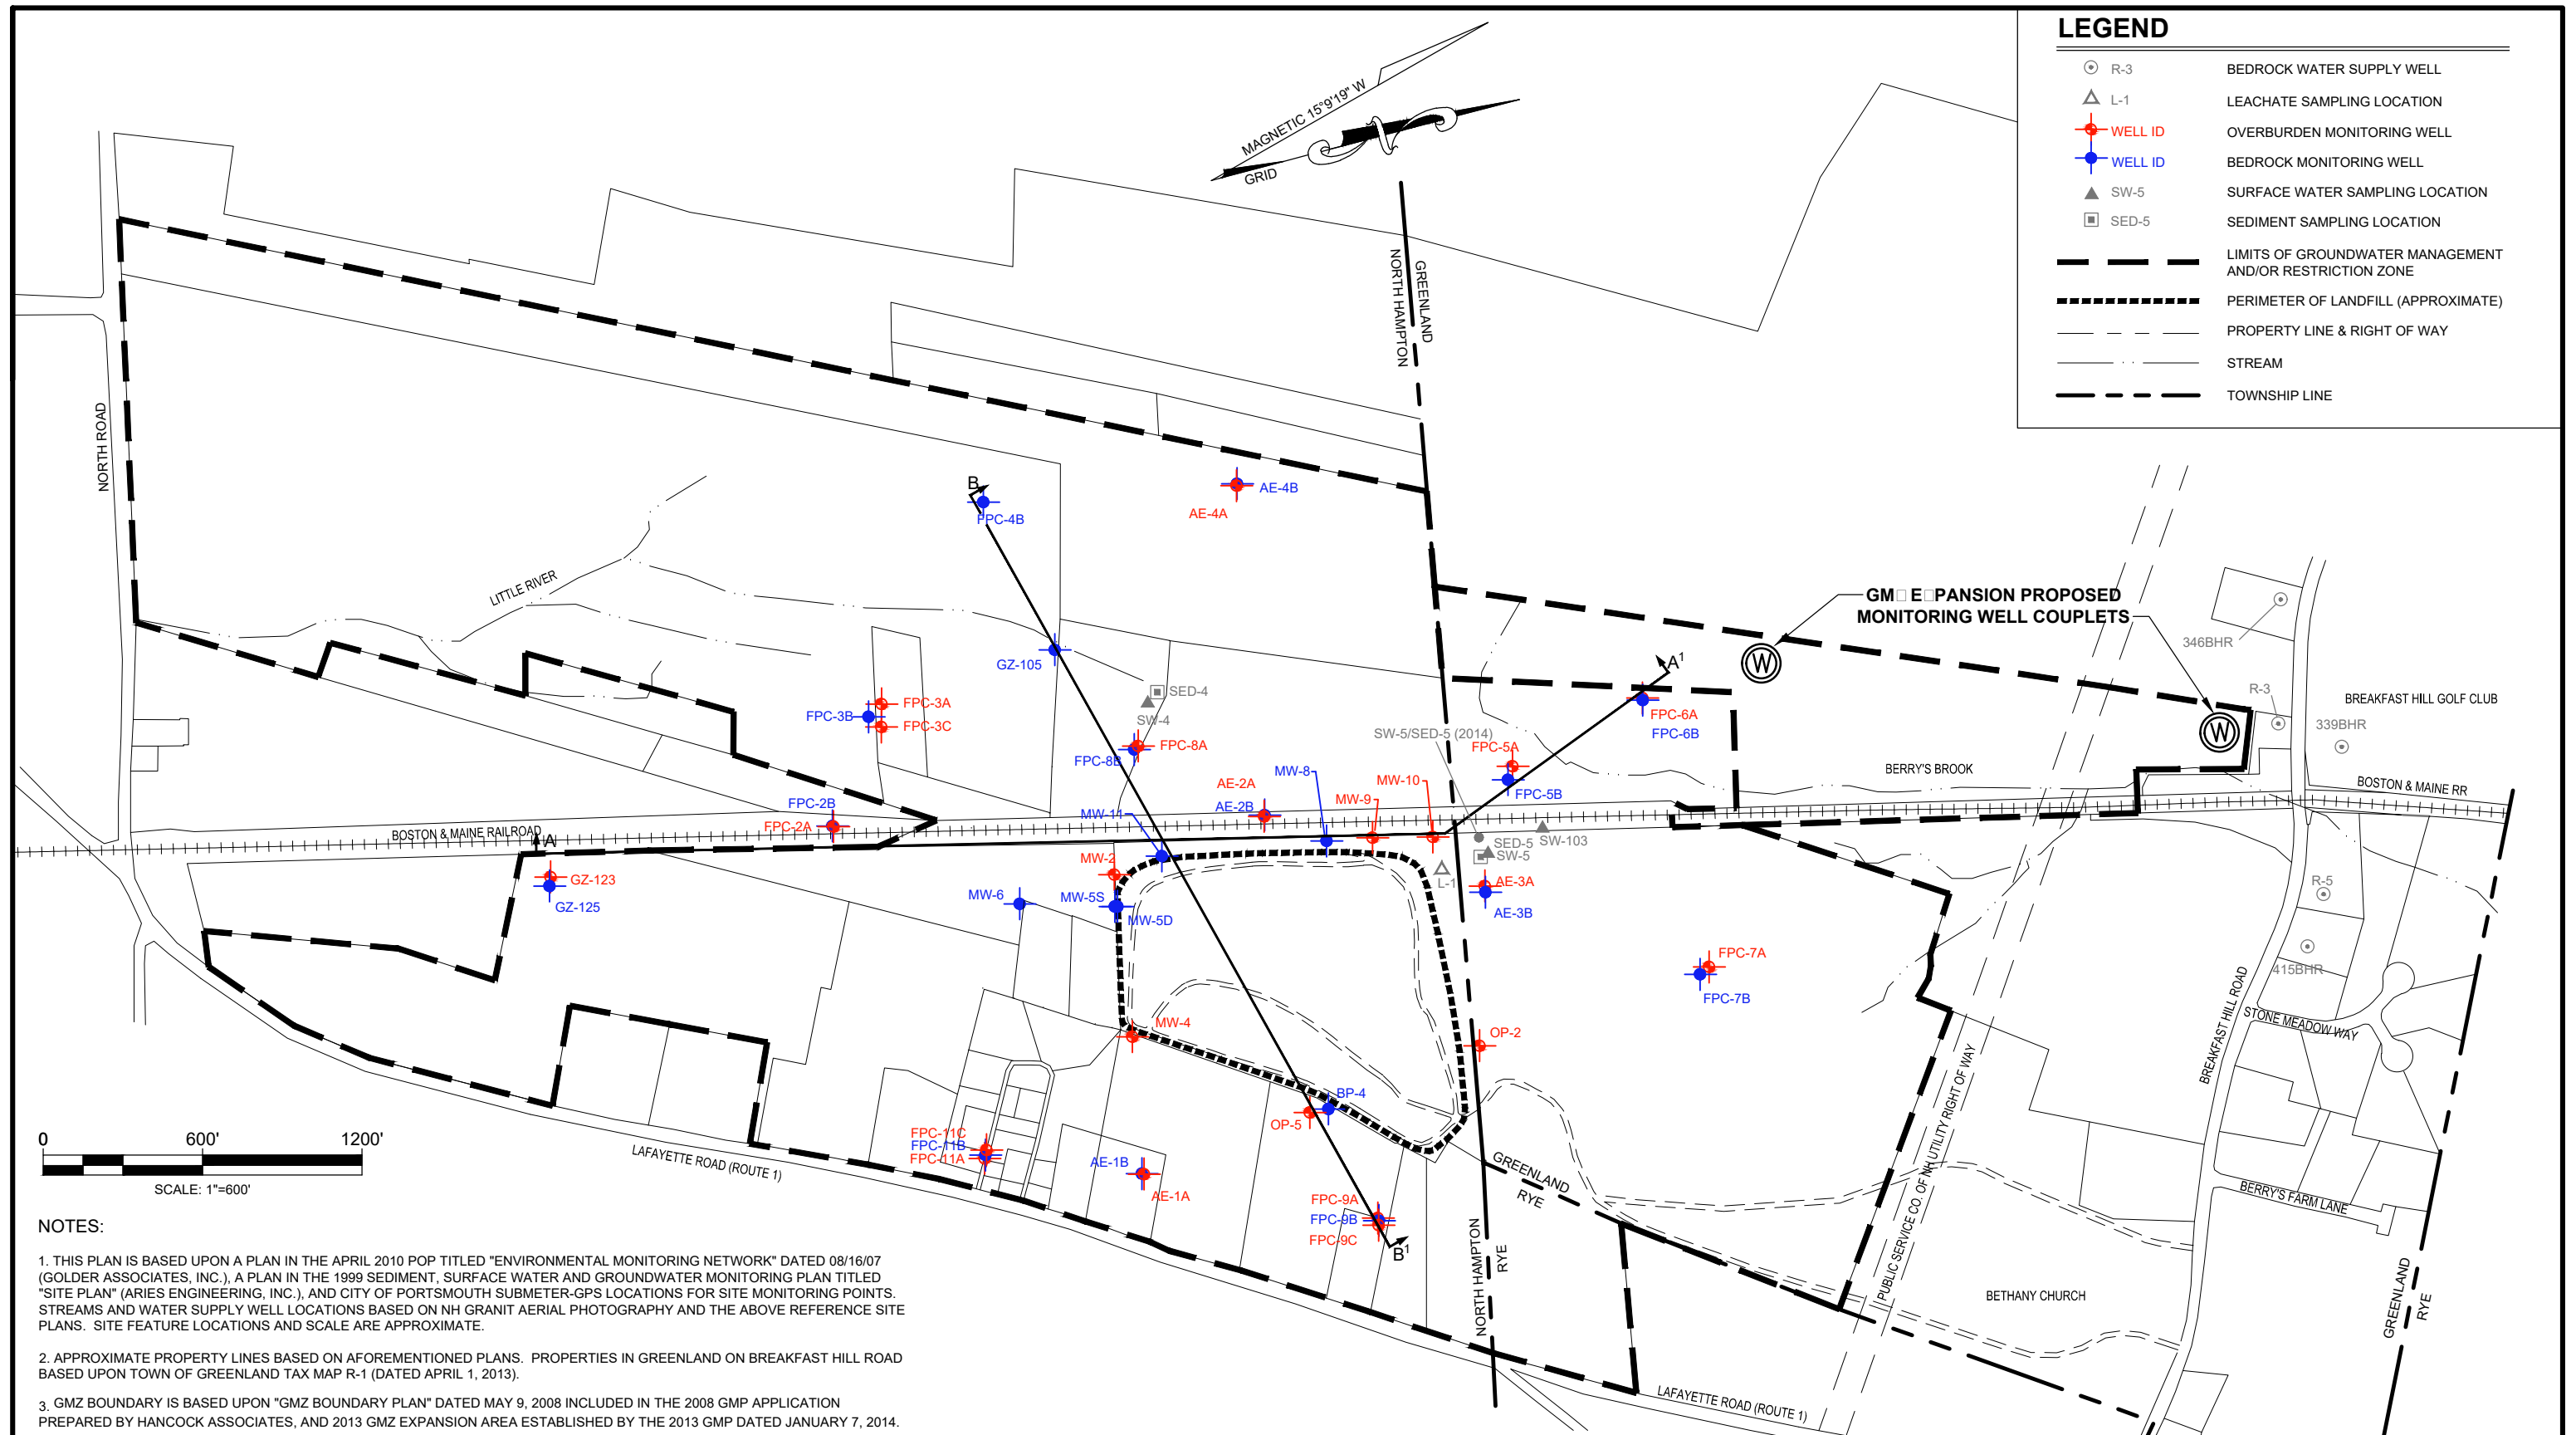 LEGEND
R-3 BEDROCK WATER SUPPLY WELL
L-1 LEACHATE SAMPLING LOCATION
WELL ID OVERBURDEN MONITORING WELL
WELL ID BEDROCK MONITORING WELL
SW-5 SURFACE WATER SAMPLING LOCATION
SED-5 SEDIMENT SAMPLING LOCATION
LIMITS OF GROUNDWATER MANAGEMENT
AND/OR RESTRICTION ZONE
PERIMETER OF LANDFILL (APPROXIMATE)
PROPERTY LINE & RIGHT OF WAY
STREAM
TOWNSHIP LINE
MAGNETIC 15°9'19" W
GRID
N
NORTH HAMPTON
GREENLAND
NORTH ROAD
B
FPC-4B
AE-4B
AE-4A
LITTLE RIVER
GM□ E□PANSION PROPOSED
MONITORING WELL COUPLETS
W
W
346BHR
R-3
BREAKFAST HILL GOLF CLUB
339BHR
GZ-105
A1
SED-4
SW-4
FPC-3A
FPC-3B
FPC-3C
FPC-6A
FPC-6B
SW-5/SED-5 (2014)
FPC-8A
FPC-8B
FPC-5A
FPC-5B
MW-8
MW-10
MW-9
AE-2A
AE-2B
BERRY'S BROOK
BOSTON & MAINE RR
FPC-2B
FPC-2A
MW-11
BOSTON & MAINE RAILROAD
A
SED-5
SW-103
SW-5
MW-2
L-1
AE-3A
AE-3B
GZ-123
GZ-125
MW-6
MW-5S
MW-5D
R-5
415BHR
FPC-7A
FPC-7B
MW-4
OP-2
STONE MEADOW WAY
BREAKFAST HILL ROAD
PUBLIC SERVICE CO. OF NH UTILITY RIGHT OF WAY
BP-4
OP-5
0 600' 1200'
SCALE: 1"=600'
FPC-11C
FPC-11B
FPC-11A
LAFAYETTE ROAD (ROUTE 1)
AE-1B
AE-1A
GREENLAND
RYE
BERRY'S FARM LANE
FPC-9A
FPC-9B
FPC-9C
B1
NORTH HAMPTON
RYE
BETHANY CHURCH
GREENLAND
RYE
LAFAYETTE ROAD (ROUTE 1)
NOTES:
1. THIS PLAN IS BASED UPON A PLAN IN THE APRIL 2010 POP TITLED "ENVIRONMENTAL MONITORING NETWORK" DATED 08/16/07
(GOLDER ASSOCIATES, INC.), A PLAN IN THE 1999 SEDIMENT, SURFACE WATER AND GROUNDWATER MONITORING PLAN TITLED
"SITE PLAN" (ARIES ENGINEERING, INC.), AND CITY OF PORTSMOUTH SUBMETER-GPS LOCATIONS FOR SITE MONITORING POINTS.
STREAMS AND WATER SUPPLY WELL LOCATIONS BASED ON NH GRANIT AERIAL PHOTOGRAPHY AND THE ABOVE REFERENCE SITE
PLANS. SITE FEATURE LOCATIONS AND SCALE ARE APPROXIMATE.
2. APPROXIMATE PROPERTY LINES BASED ON AFOREMENTIONED PLANS. PROPERTIES IN GREENLAND ON BREAKFAST HILL ROAD
BASED UPON TOWN OF GREENLAND TAX MAP R-1 (DATED APRIL 1, 2013).
3. GMZ BOUNDARY IS BASED UPON "GMZ BOUNDARY PLAN" DATED MAY 9, 2008 INCLUDED IN THE 2008 GMP APPLICATION
PREPARED BY HANCOCK ASSOCIATES, AND 2013 GMZ EXPANSION AREA ESTABLISHED BY THE 2013 GMP DATED JANUARY 7, 2014.